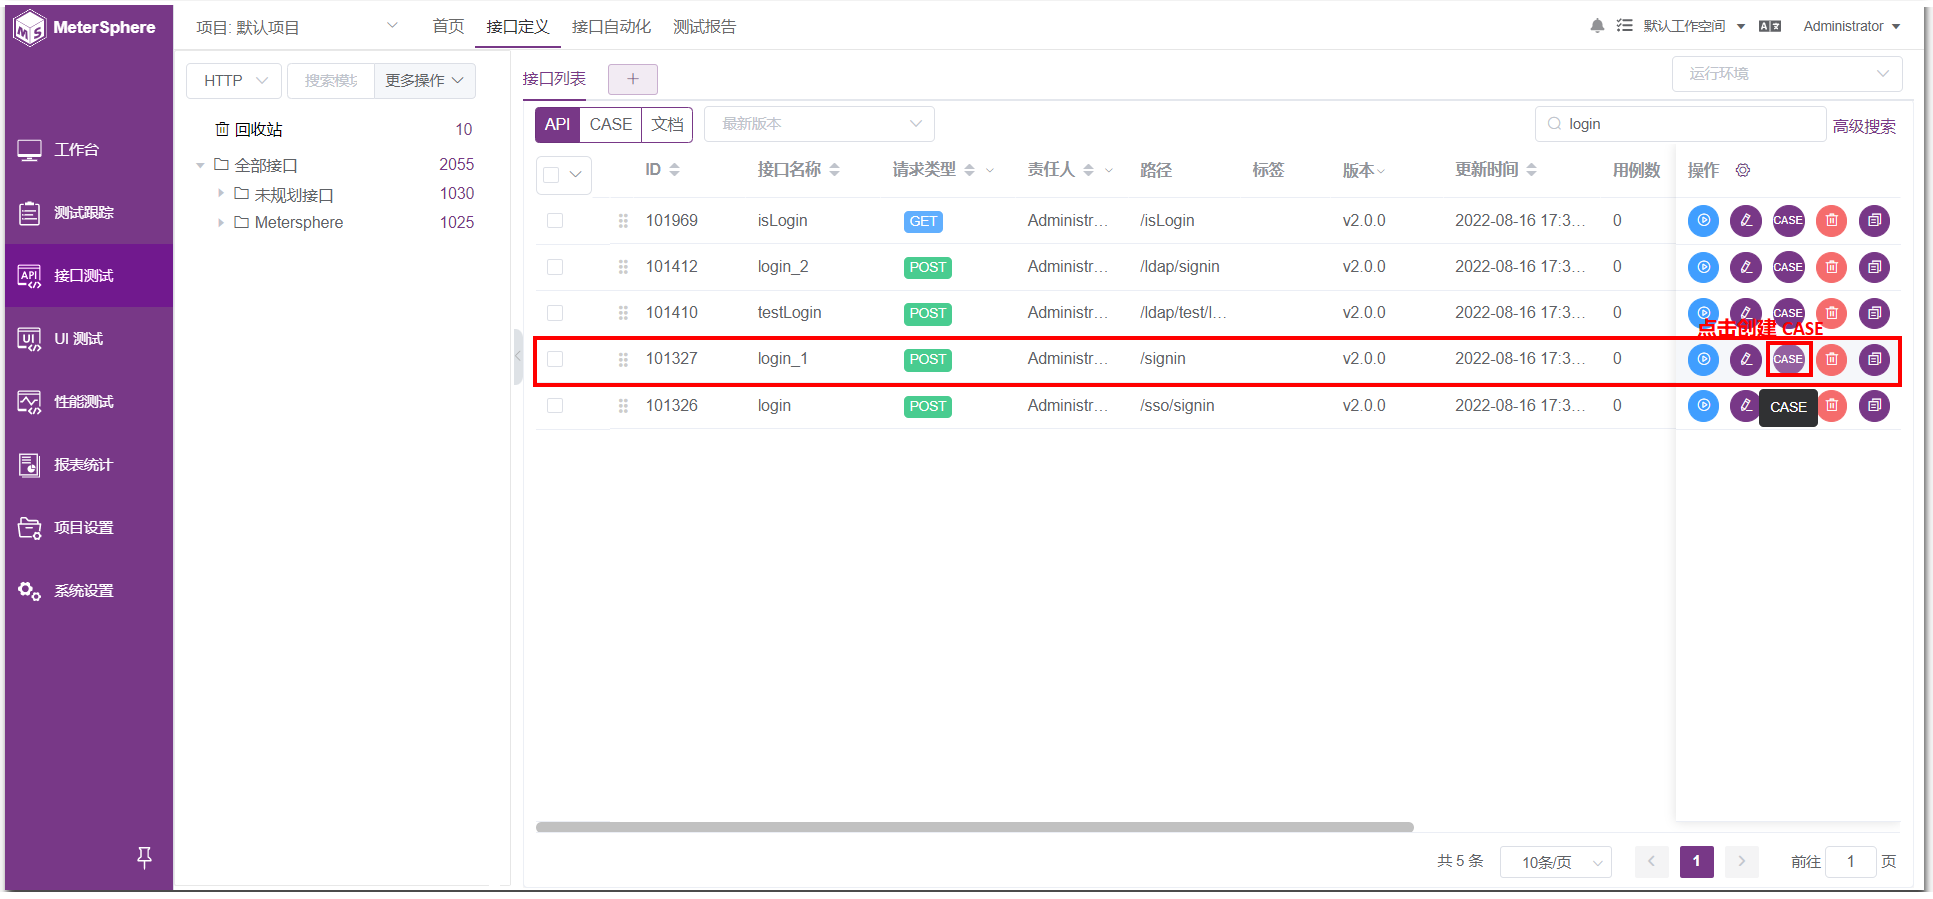 MeterSphere
项目: 默认项目
首页 接口定义 接口自动化 测试报告
默认工作空间
Administrator
工作台
测试跟踪
接口测试
UI 测试
性能测试
报表统计
项目设置
系统设置
HTTP 搜索模块 更多操作
回收站 10
全部接口 2055
未规划接口 1030
Metersphere 1025
接口列表 +
运行环境
API CASE 文档 最新版本
login 高级搜索
ID 接口名称 请求类型 责任人 路径 标签 版本 更新时间 用例数 操作
101969 isLogin GET Administr... /isLogin v2.0.0 2022-08-16 17:3... 0 CASE
101412 login_2 POST Administr... /ldap/signin v2.0.0 2022-08-16 17:3... 0 CASE
101410 testLogin POST Administr... /ldap/test/l... v2.0.0 2022-08-16 17:3... 0 CASE
点击创建 CASE
101327 login_1 POST Administr... /signin v2.0.0 2022-08-16 17:3... 0 CASE
101326 login POST Administr... /sso/signin v2.0.0 2022-08-16 17:3... 0
CASE
共 5 条 10条/页 1 前往 1 页